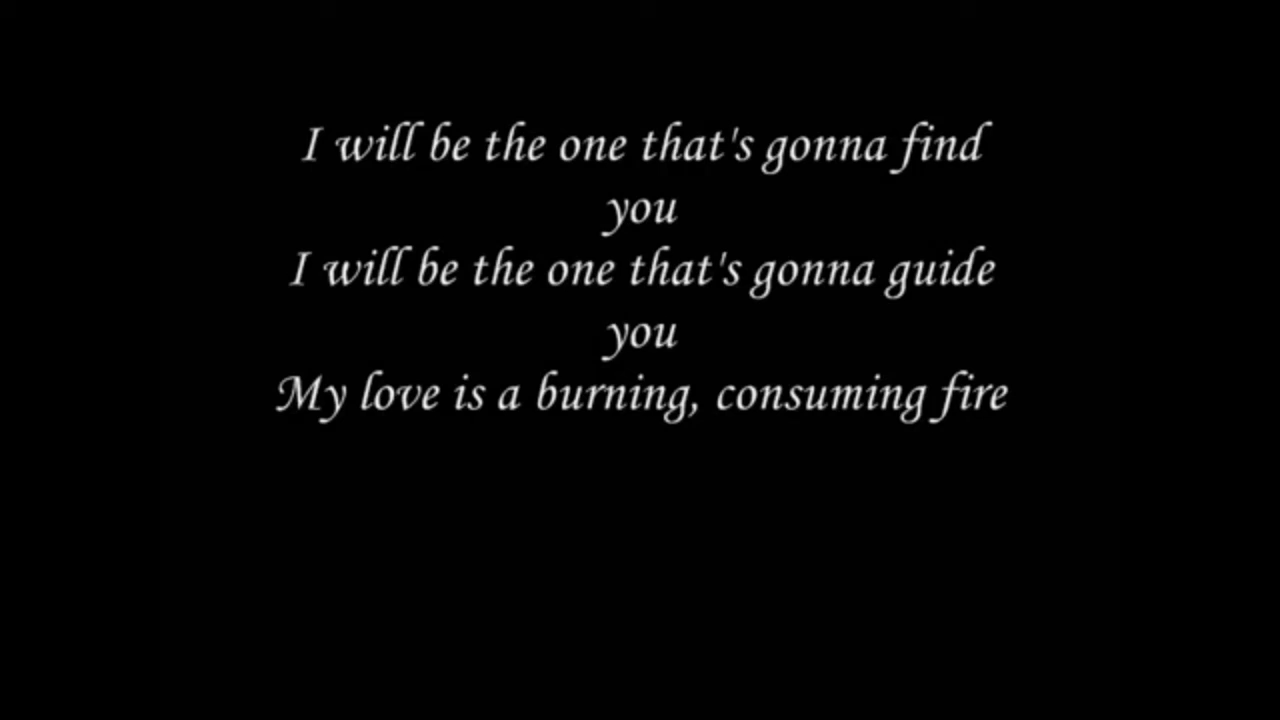 I will be the one that's gonna find
you
I will be the one that's gonna guide
you
My love is a burning, consuming fire